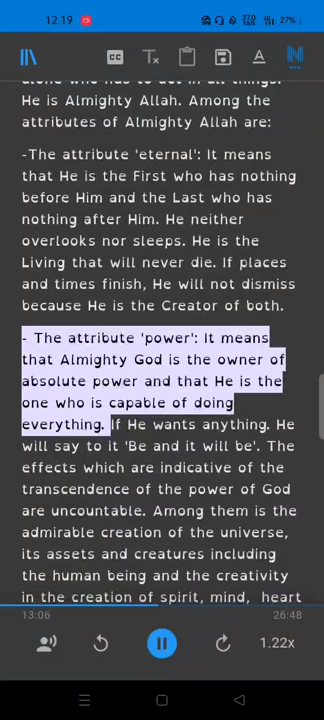 12.19
27.0
KB/S
4G
27%
CC
alone who has to act in all things.
He is Almighty Allah. Among the
attributes of Almighty Allah are:
-The attribute 'eternal': It means
that He is the First who has nothing
before Him and the Last who has
nothing after Him. He neither
overlooks nor sleeps. He is the
Living that will never die. If places
and times finish, He will not dismiss
because He is the Creator of both.
- The attribute 'power': It means
that Almighty God is the owner of
absolute power and that He is the
one who is capable of doing
everything. If He wants anything. He
will say to it 'Be and it will be'. The
effects which are indicative of the
transcendence of the power of God
are uncountable. Among them is the
admirable creation of the universe,
its assets and creatures including
the human being and the creativity
in the creation of spirit, mind, heart
13:06
26:48
1.22x